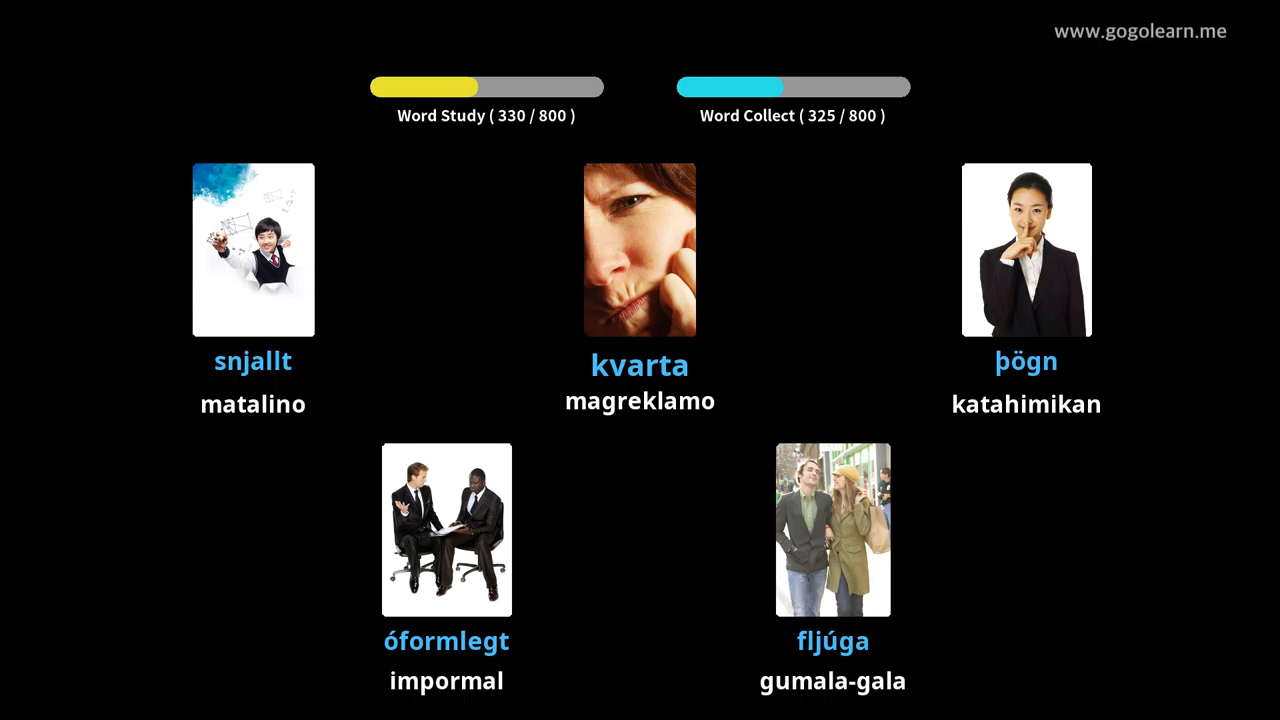 www.gogolearn.me
Word Study ( 330 / 800 )
Word Collect ( 325 / 800 )
snjallt
matalino
kvarta
magreklamo
þögn
katahimikan
óformlegt
impormal
fljúga
gumala-gala